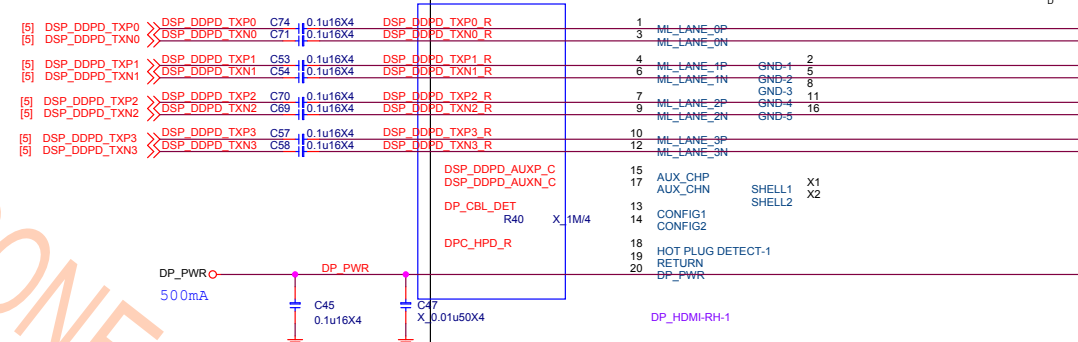 [5] DSP_DDPD_TXP0 DSP_DDPD_TXP0 C74 0.1u16X4 DSP_DDPD_TXP0_R 1 ML_LANE_0P
[5] DSP_DDPD_TXN0 DSP_DDPD_TXN0 C71 0.1u16X4 DSP_DDPD_TXN0_R 3 ML_LANE_0N
[5] DSP_DDPD_TXP1 DSP_DDPD_TXP1 C53 0.1u16X4 DSP_DDPD_TXP1_R 4 ML_LANE_1P GND-1 2
[5] DSP_DDPD_TXN1 DSP_DDPD_TXN1 C54 0.1u16X4 DSP_DDPD_TXN1_R 6 ML_LANE_1N GND-2 5
GND-3 8
[5] DSP_DDPD_TXP2 DSP_DDPD_TXP2 C70 0.1u16X4 DSP_DDPD_TXP2_R 7 ML_LANE_2P GND-4 11
[5] DSP_DDPD_TXN2 DSP_DDPD_TXN2 C69 0.1u16X4 DSP_DDPD_TXN2_R 9 ML_LANE_2N GND-5 16
[5] DSP_DDPD_TXP3 DSP_DDPD_TXP3 C57 0.1u16X4 DSP_DDPD_TXP3_R 10 ML_LANE_3P
[5] DSP_DDPD_TXN3 DSP_DDPD_TXN3 C58 0.1u16X4 DSP_DDPD_TXN3_R 12 ML_LANE_3N
DSP_DDPD_AUXP_C 15 AUX_CHP
DSP_DDPD_AUXN_C 17 AUX_CHN SHELL1 X1
SHELL2 X2
DP_CBL_DET 13 CONFIG1
R40 X_1M/4 14 CONFIG2
DPC_HPD_R 18 HOT PLUG DETECT-1
19 RETURN
DP_PWR DP_PWR 20 DP_PWR
500mA
C45 C47
0.1u16X4 X_0.01u50X4 DP_HDMI-RH-1